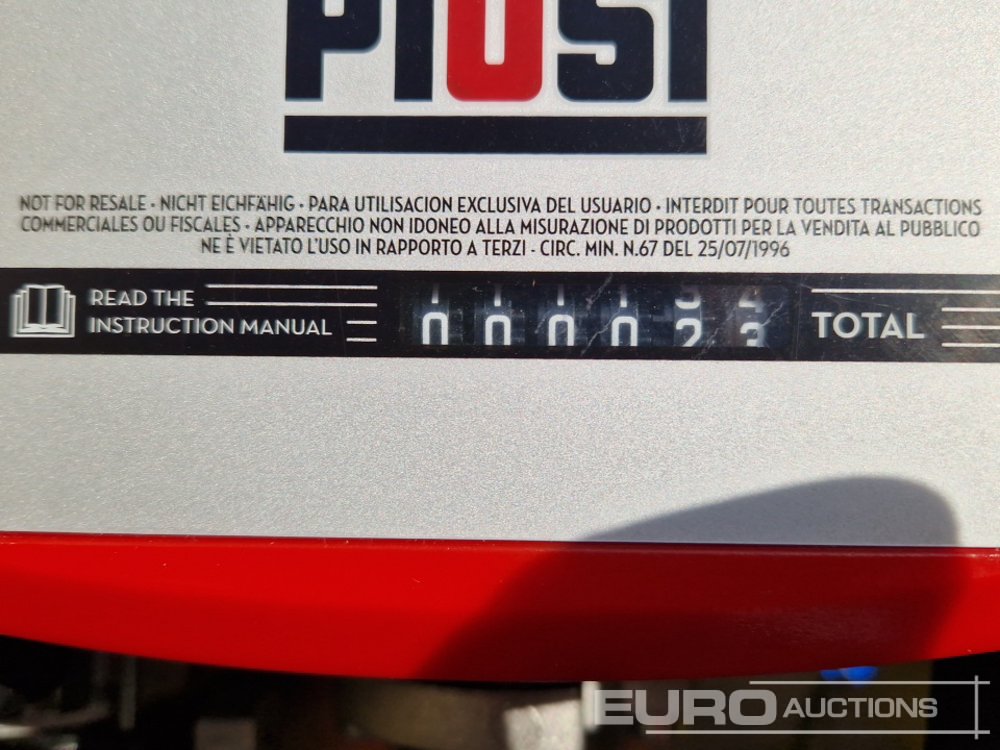 PIUSI
NOT FOR RESALE - NICHT EICHFÄHIG - PARA UTILISACION EXCLUSIVA DEL USUARIO - INTERDIT POUR TOUTES TRANSACTIONS
COMMERCIALES OU FISCALES - APPARECCHIO NON IDONEO ALLA MISURAZIONE DI PRODOTTI PER LA VENDITA AL PUBBLICO
NE È VIETATO L'USO IN RAPPORTO A TERZI - CIRC. MIN. N.67 DEL 25/07/1996
READ THE
INSTRUCTION MANUAL
000023 TOTAL
EURO AUCTIONS